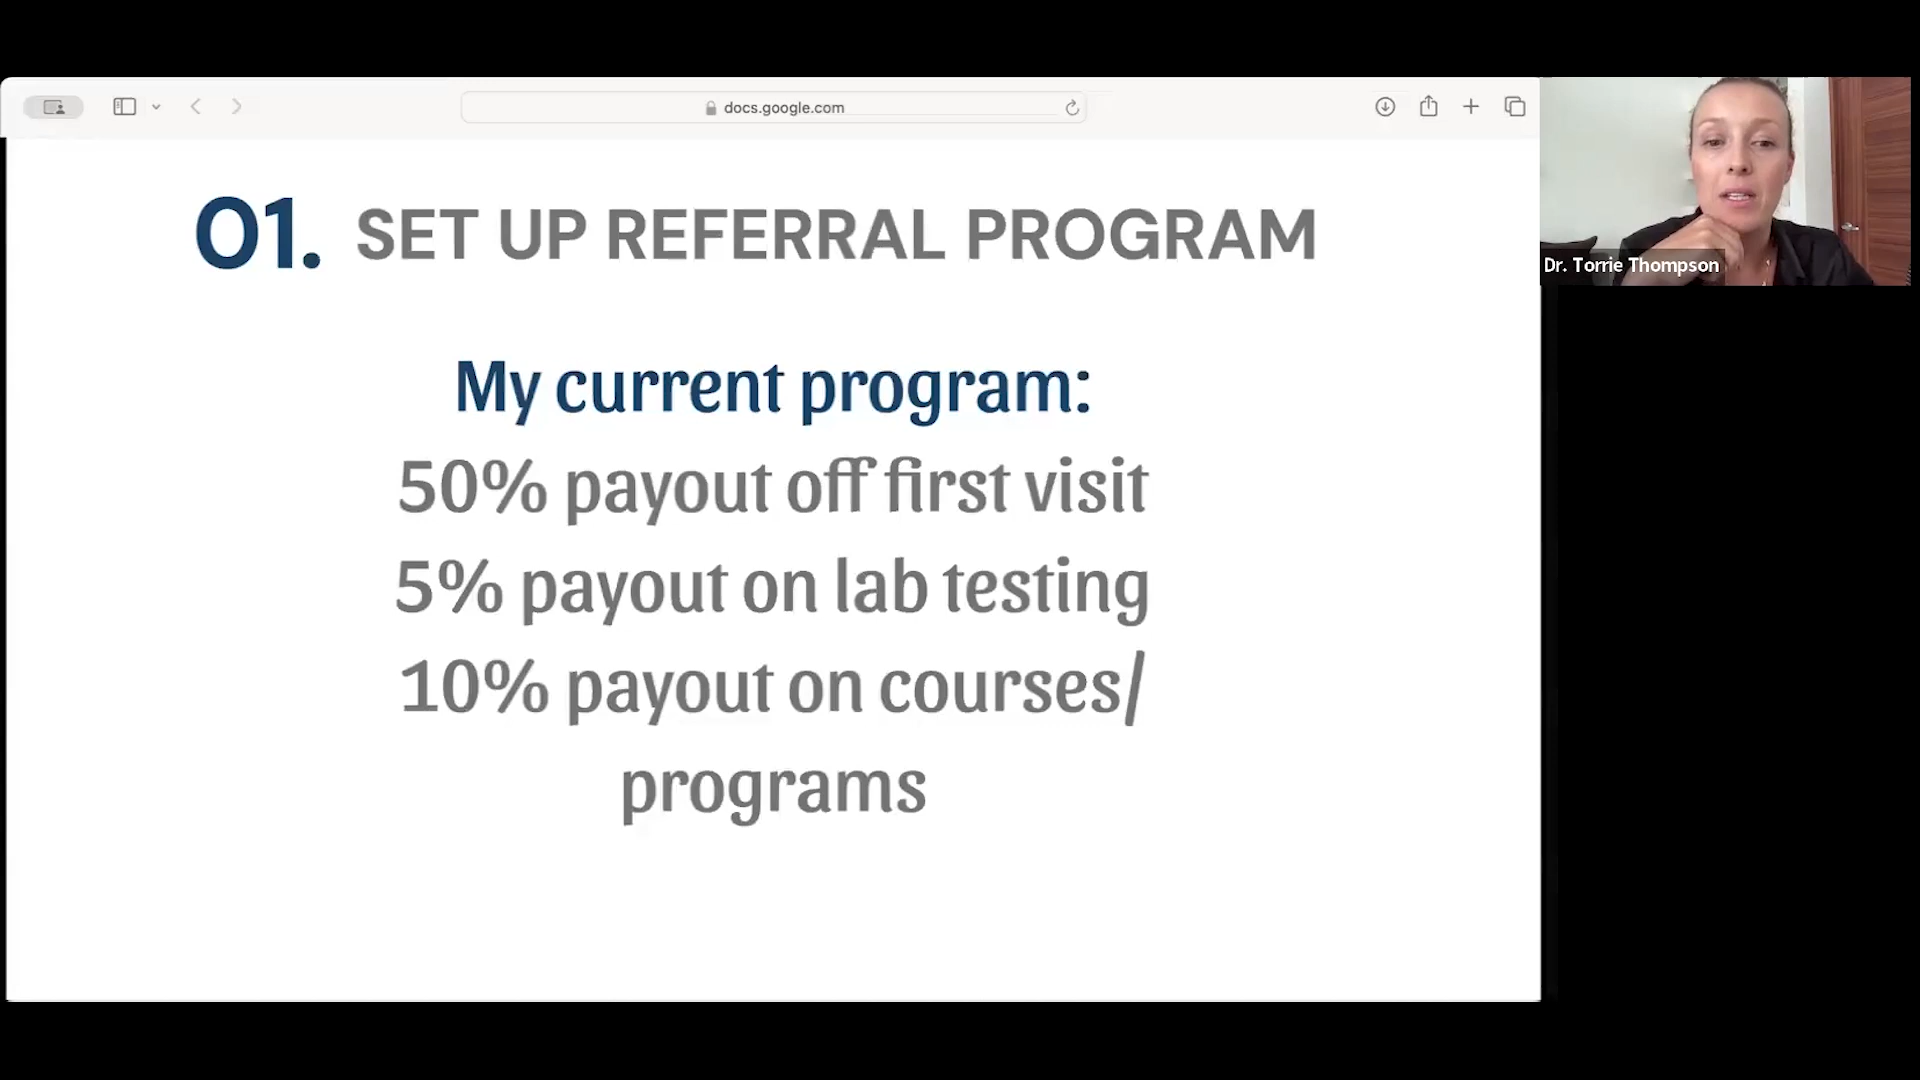 docs.google.com
01. SET UP REFERRAL PROGRAM
My current program:
50% payout off first visit
5% payout on lab testing
10% payout on courses/
programs
Dr. Torrie Thompson